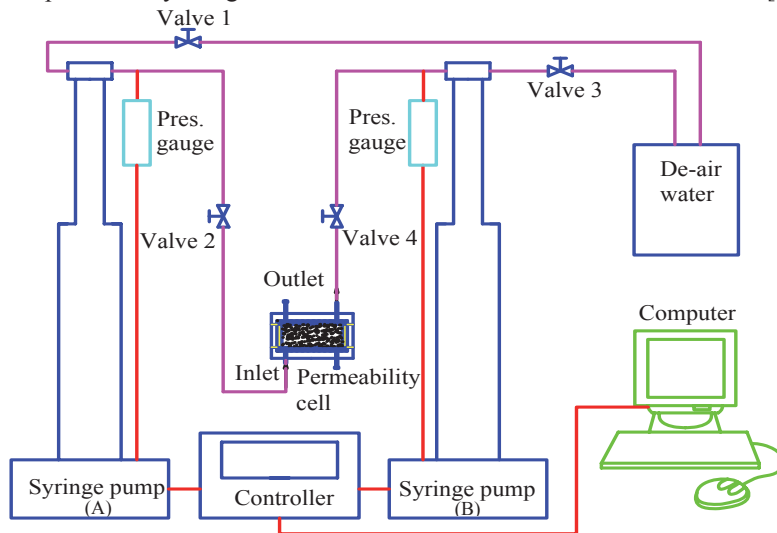 Valve 1
Valve 3
Pres.
gauge
Pres.
gauge
De-air
water
Valve 2
Valve 4
Outlet
Computer
Inlet
Permeability
cell
Syringe pump
(A)
Controller
Syringe pump
(B)